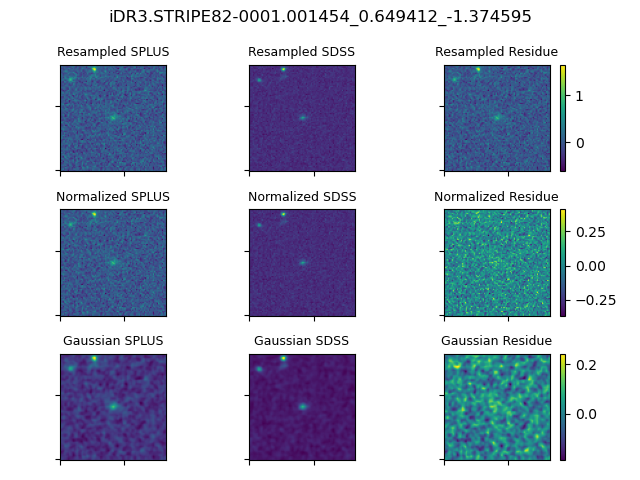 iDR3.STRIPE82-0001.001454_0.649412_-1.374595
Resampled SPLUS Resampled SDSS Resampled Residue
1
0
Normalized SPLUS Normalized SDSS Normalized Residue
0.25
0.00
−0.25
Gaussian SPLUS Gaussian SDSS Gaussian Residue
0.2
0.0